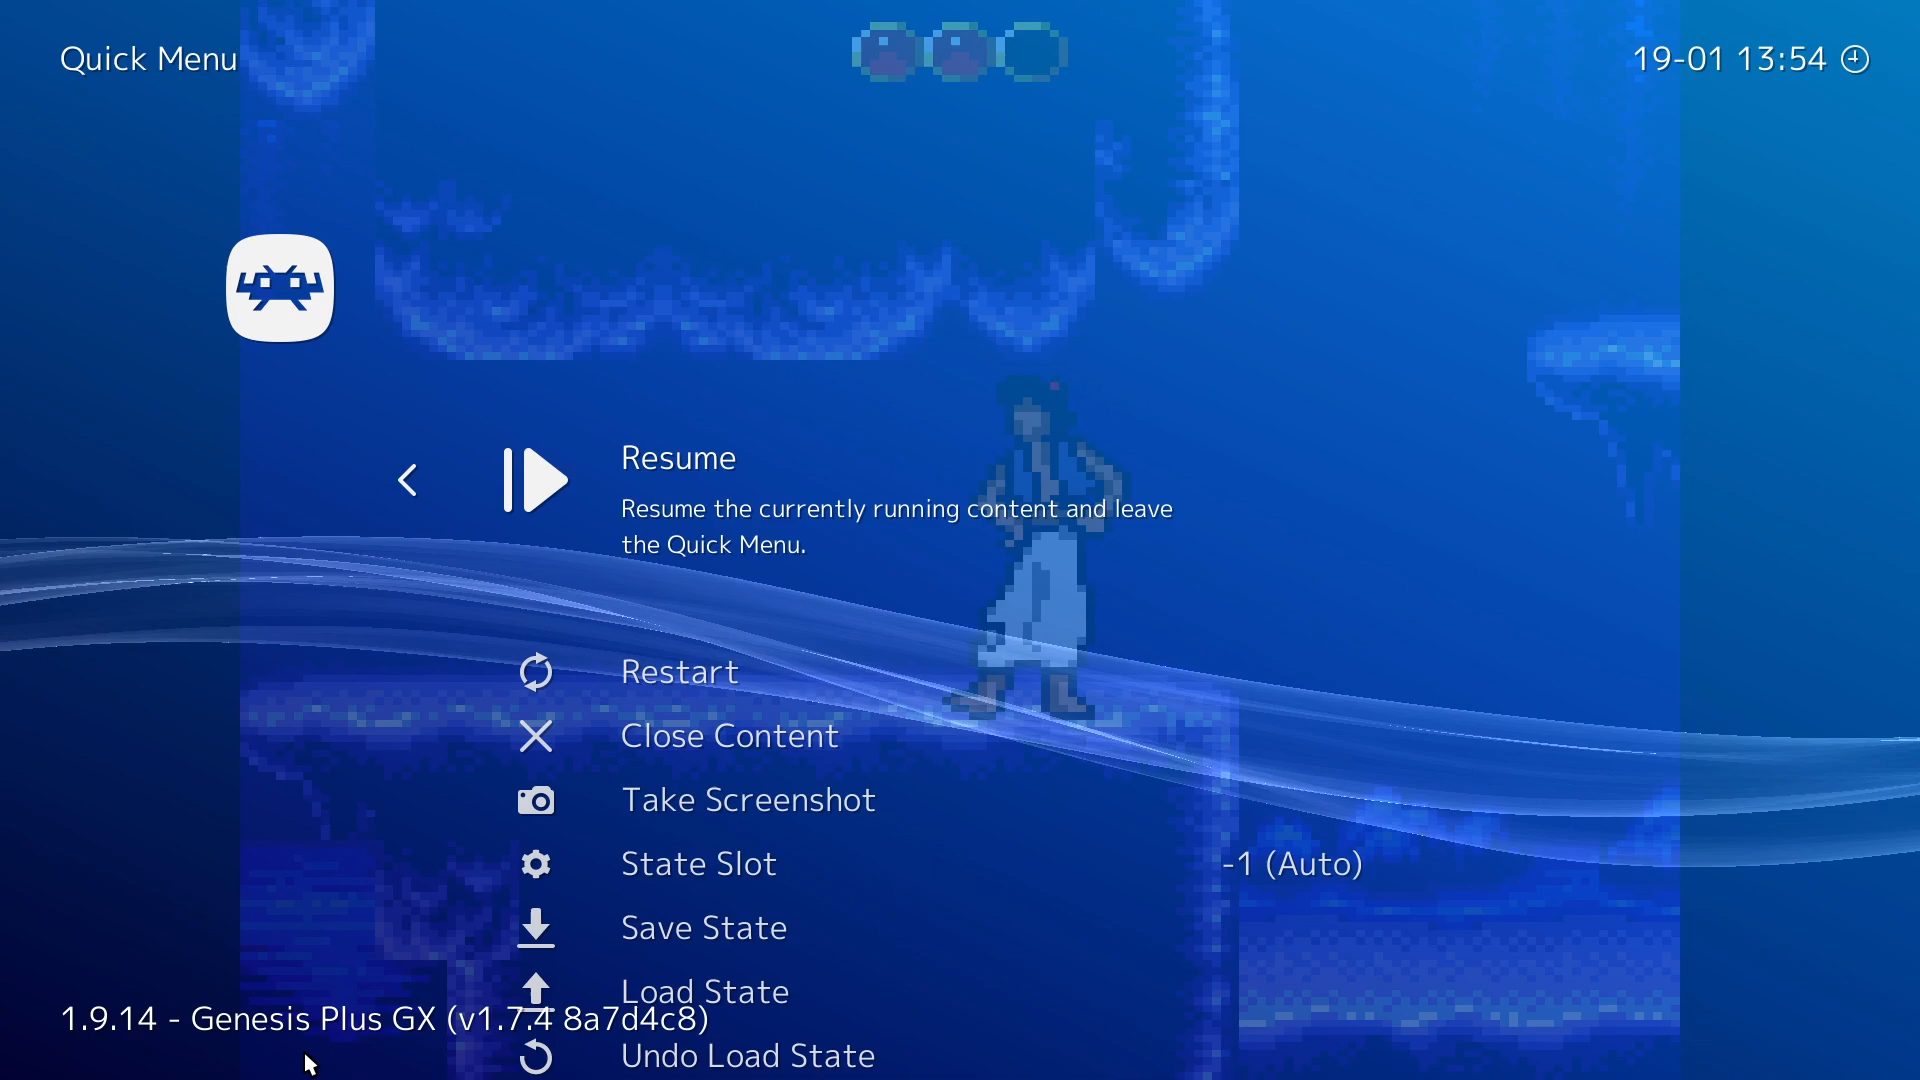 Quick Menu
19-01 13:54
Resume
Resume the currently running content and leave
the Quick Menu.
Restart
Close Content
Take Screenshot
State Slot -1 (Auto)
Save State
Load State
1.9.14 - Genesis Plus GX (v1.7.4 8a7d4c8)
Undo Load State